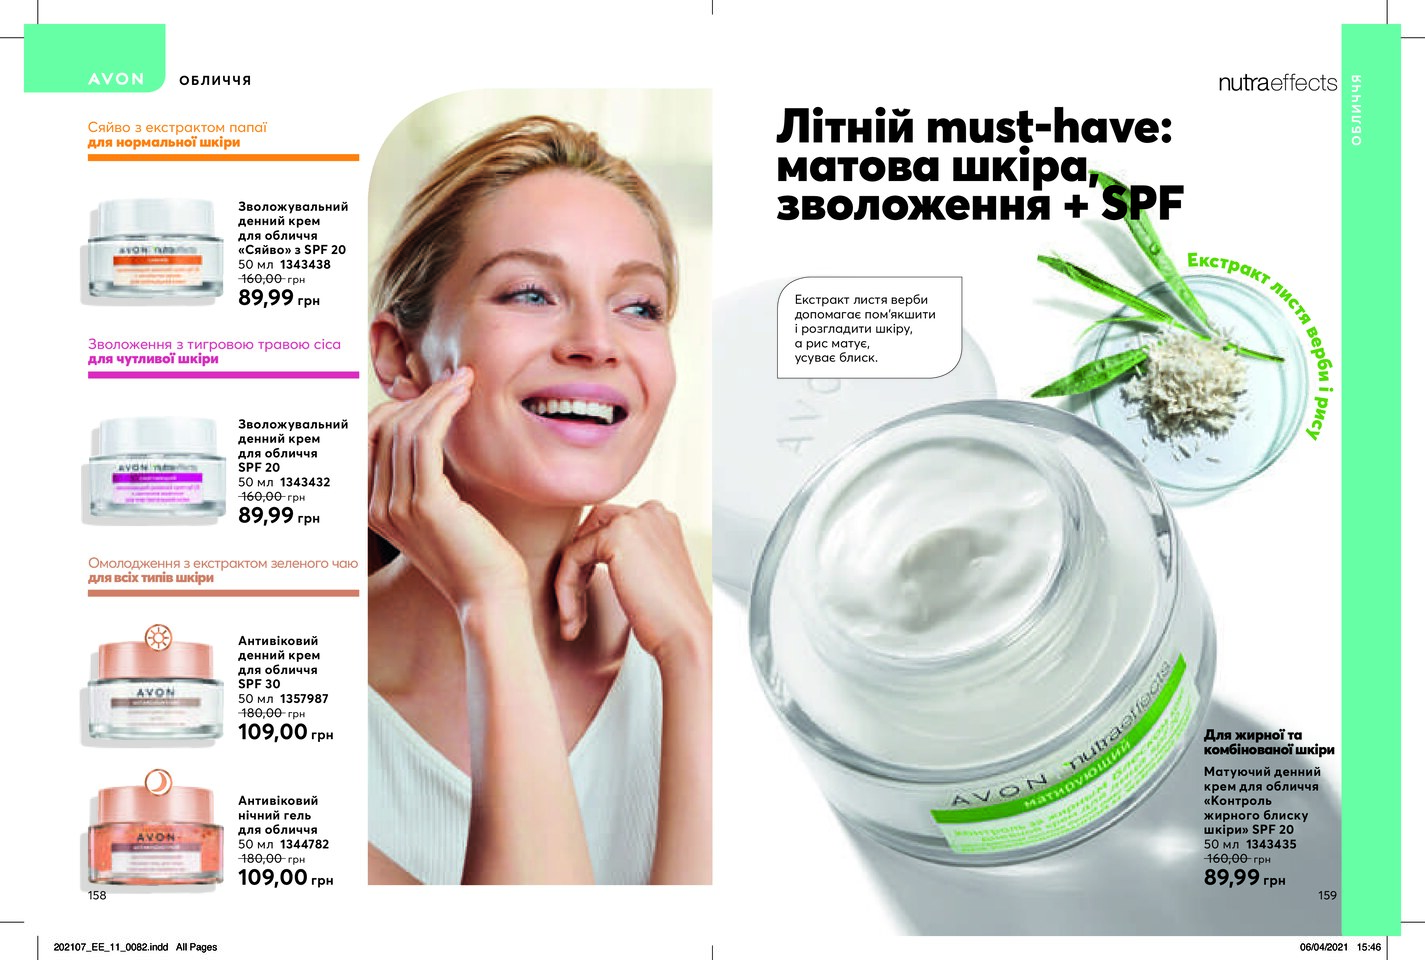 AVON
ОБЛИЧЧЯ
Сяйво з екстрактом папаї
для нормальної шкіри
Зволожувальний
денний крем
для обличчя
«Сяйво» з SPF 20
50 мл 1343438
160,00 грн
89,99 грн
Зволоження з тигровою травою сіса
для чутливої шкіри
Зволожувальний
денний крем
для обличчя
SPF 20
50 мл 1343432
160,00 грн
89,99 грн
Омолодження з екстрактом зеленого чаю
для всіх типів шкіри
Антивіковий
денний крем
для обличчя
SPF 30
50 мл 1357987
180,00 грн
109,00 грн
Антивіковий
нічний гель
для обличчя
50 мл 1344782
180,00 грн
109,00 грн
AVON nutraeffects
AVON nutraeffects
AVON
AVON
158
nutraeffects
ОБЛИЧЧЯ
Літній must-have:
матова шкіра,
зволоження + SPF
Екстракт листя верби
допомагає пом'якшити
і розгладити шкіру,
а рис матує,
усуває блиск.
Екстракт листя верби і рису
AVON nutraeffects
матирующий
Для жирної та
комбінованої шкіри
Матуючий денний
крем для обличчя
«Контроль
жирного блиску
шкіри» SPF 20
50 мл 1343435
160,00 грн
89,99 грн
159
202107_EE_11_0082.indd All Pages
06/04/2021 15:46